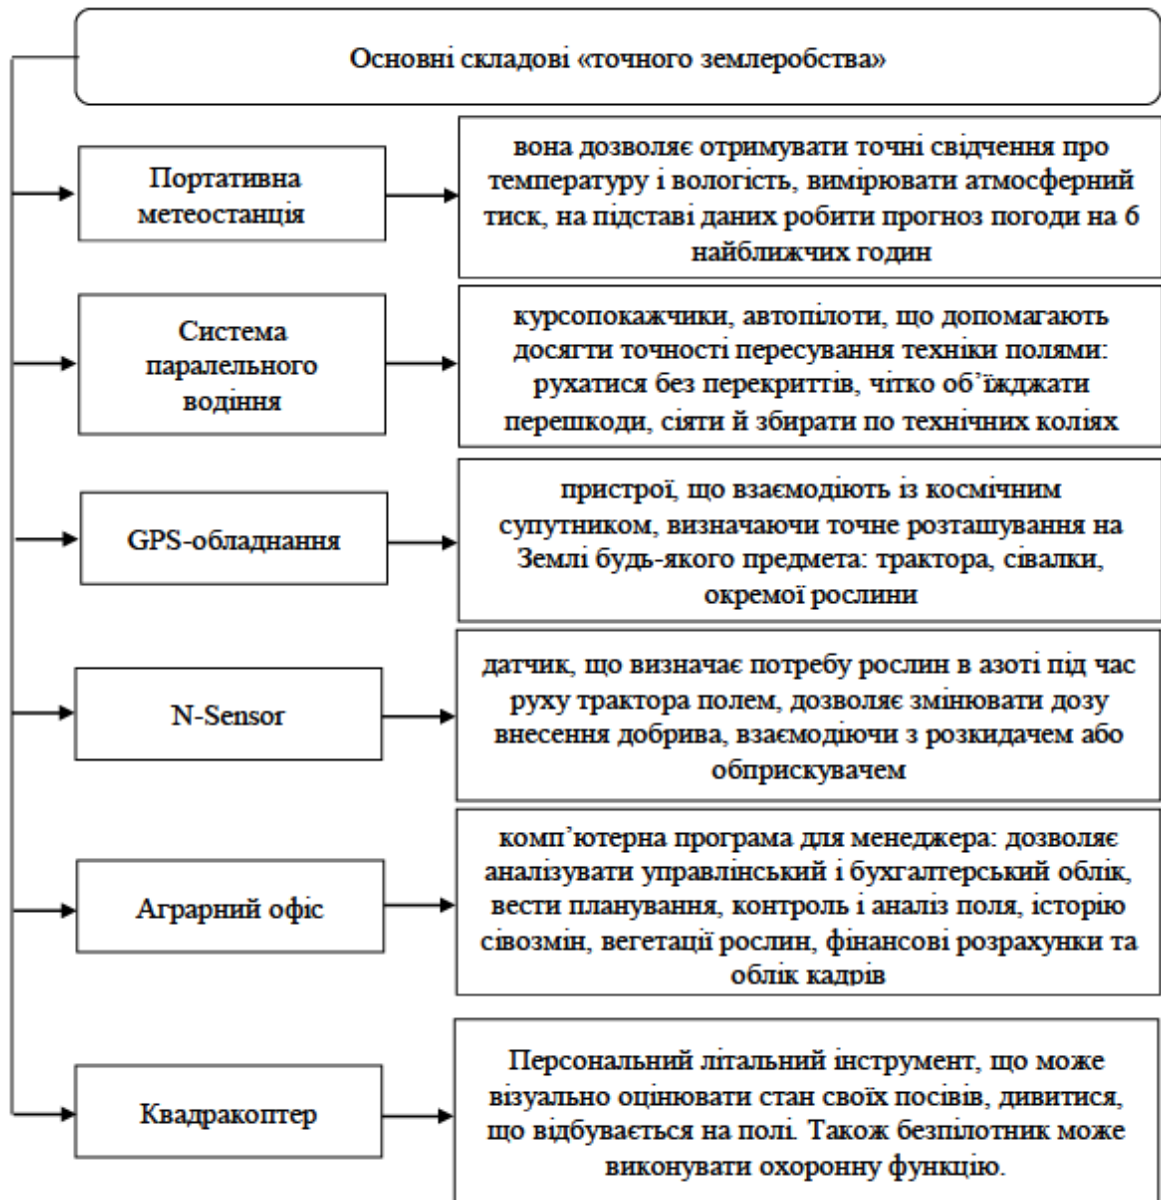 Основні складові «точного землеробства»
Портативна
метеостанція
вона дозволяє отримувати точні свідчення про
температуру і вологість, вимірювати атмосферний
тиск, на підставі даних робити прогноз погоди на 6
найближчих годин
Система
паралельного
водіння
курсопокажчики, автопілоти, що допомагають
досягти точності пересування техніки полями:
рухатися без перекриттів, чітко об’їжджати
перешкоди, сіяти й збирати по технічних коліях
GPS-обладнання
пристрої, що взаємодіють із космічним
супутником, визначаючи точне розташування на
Землі будь-якого предмета: трактора, сівалки,
окремої рослини
N-Sensor
датчик, що визначає потребу рослин в азоті під час
руху трактора полем, дозволяє змінювати дозу
внесення добрива, взаємодіючи з розкидачем або
обприскувачем
Аграрний офіс
комп’ютерна програма для менеджера: дозволяє
аналізувати управлінський і бухгалтерський облік,
вести планування, контроль і аналіз поля, історію
сівозмін, вегетації рослин, фінансові розрахунки та
облік кадрів
Квадракоптер
Персональний літальний інструмент, що може
візуально оцінювати стан своїх посівів, дивитися,
що відбувається на полі. Також безпілотник може
виконувати охоронну функцію.